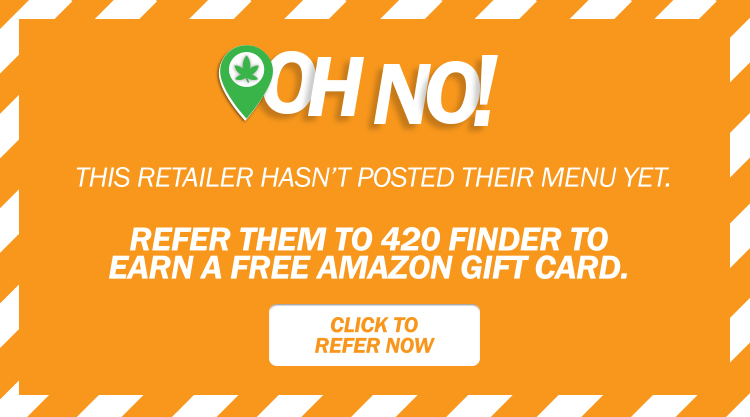 OH NO!
THIS RETAILER HASN'T POSTED THEIR MENU YET.
REFER THEM TO 420 FINDER TO
EARN A FREE AMAZON GIFT CARD.
CLICK TO
REFER NOW